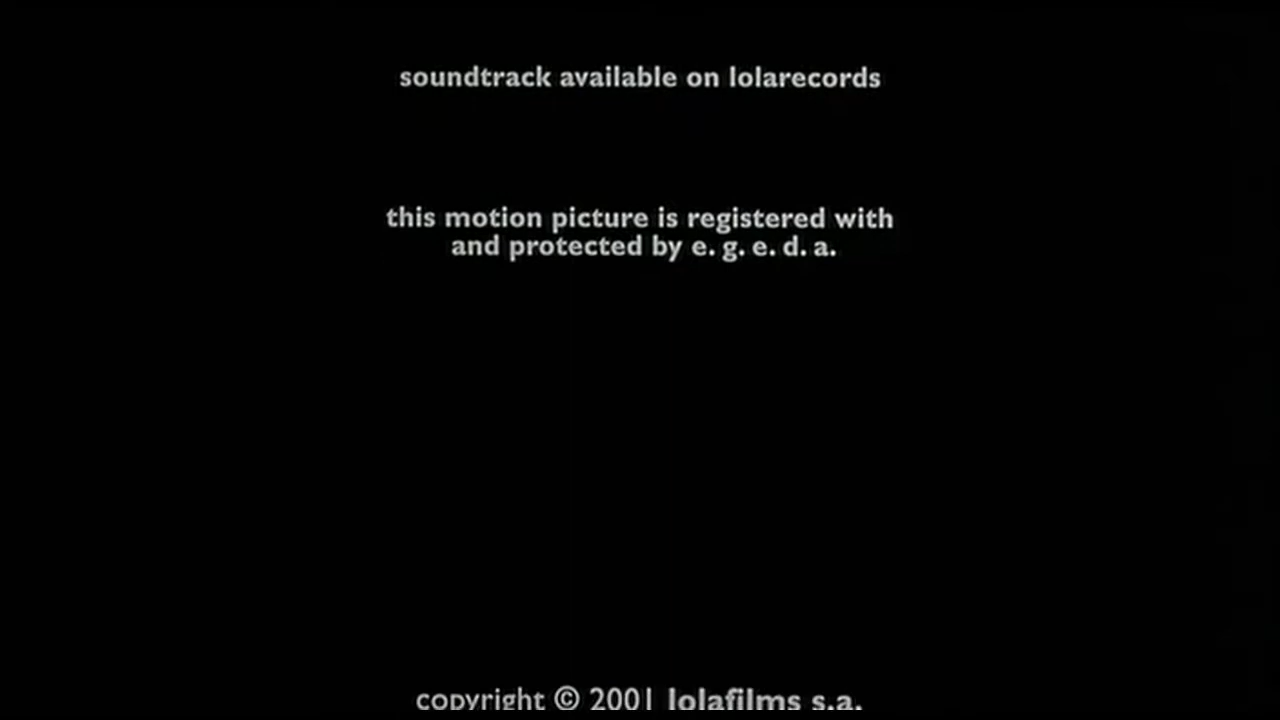 soundtrack available on lolarecords
this motion picture is registered with
and protected by e. g. e. d. a.
copyright © 2001 lolafilms s.a.